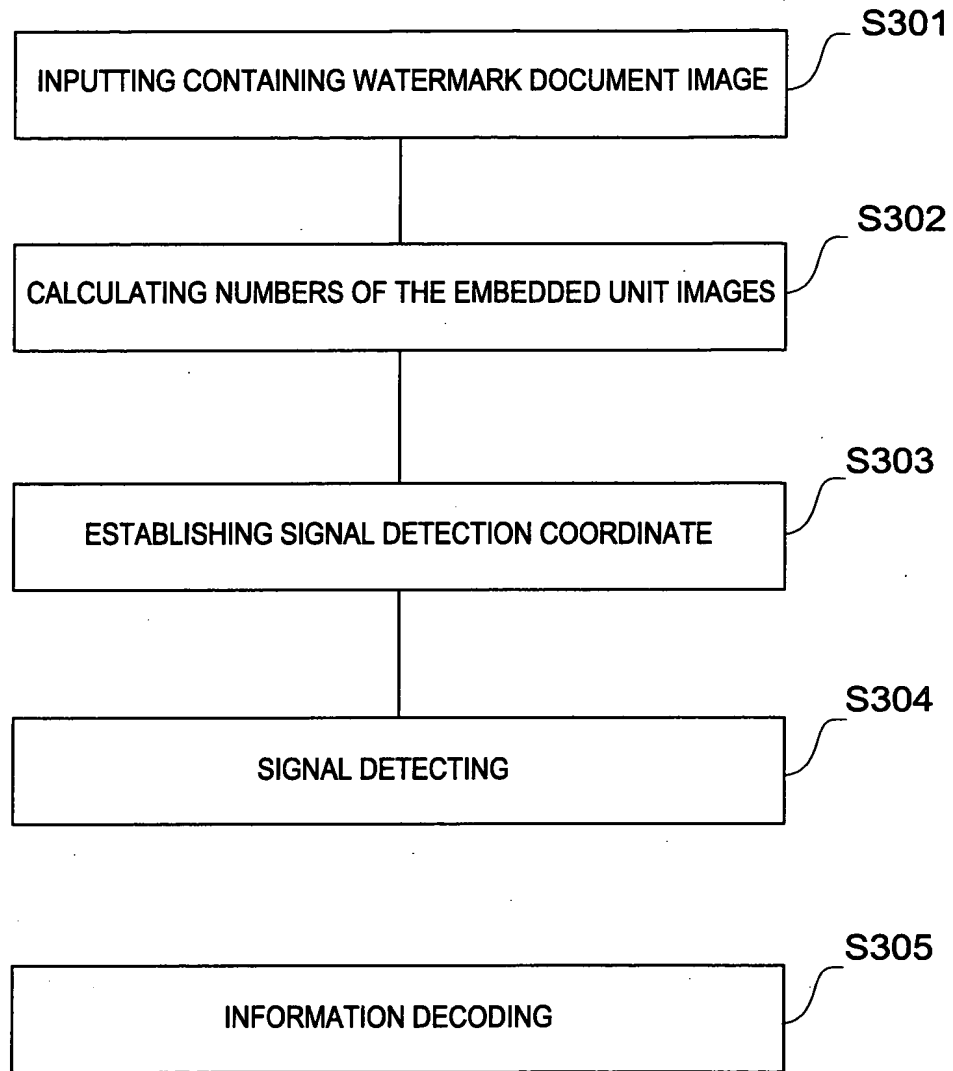 S301
INPUTTING CONTAINING WATERMARK DOCUMENT IMAGE
S302
CALCULATING NUMBERS OF THE EMBEDDED UNIT IMAGES
S303
ESTABLISHING SIGNAL DETECTION COORDINATE
S304
SIGNAL DETECTING
S305
INFORMATION DECODING